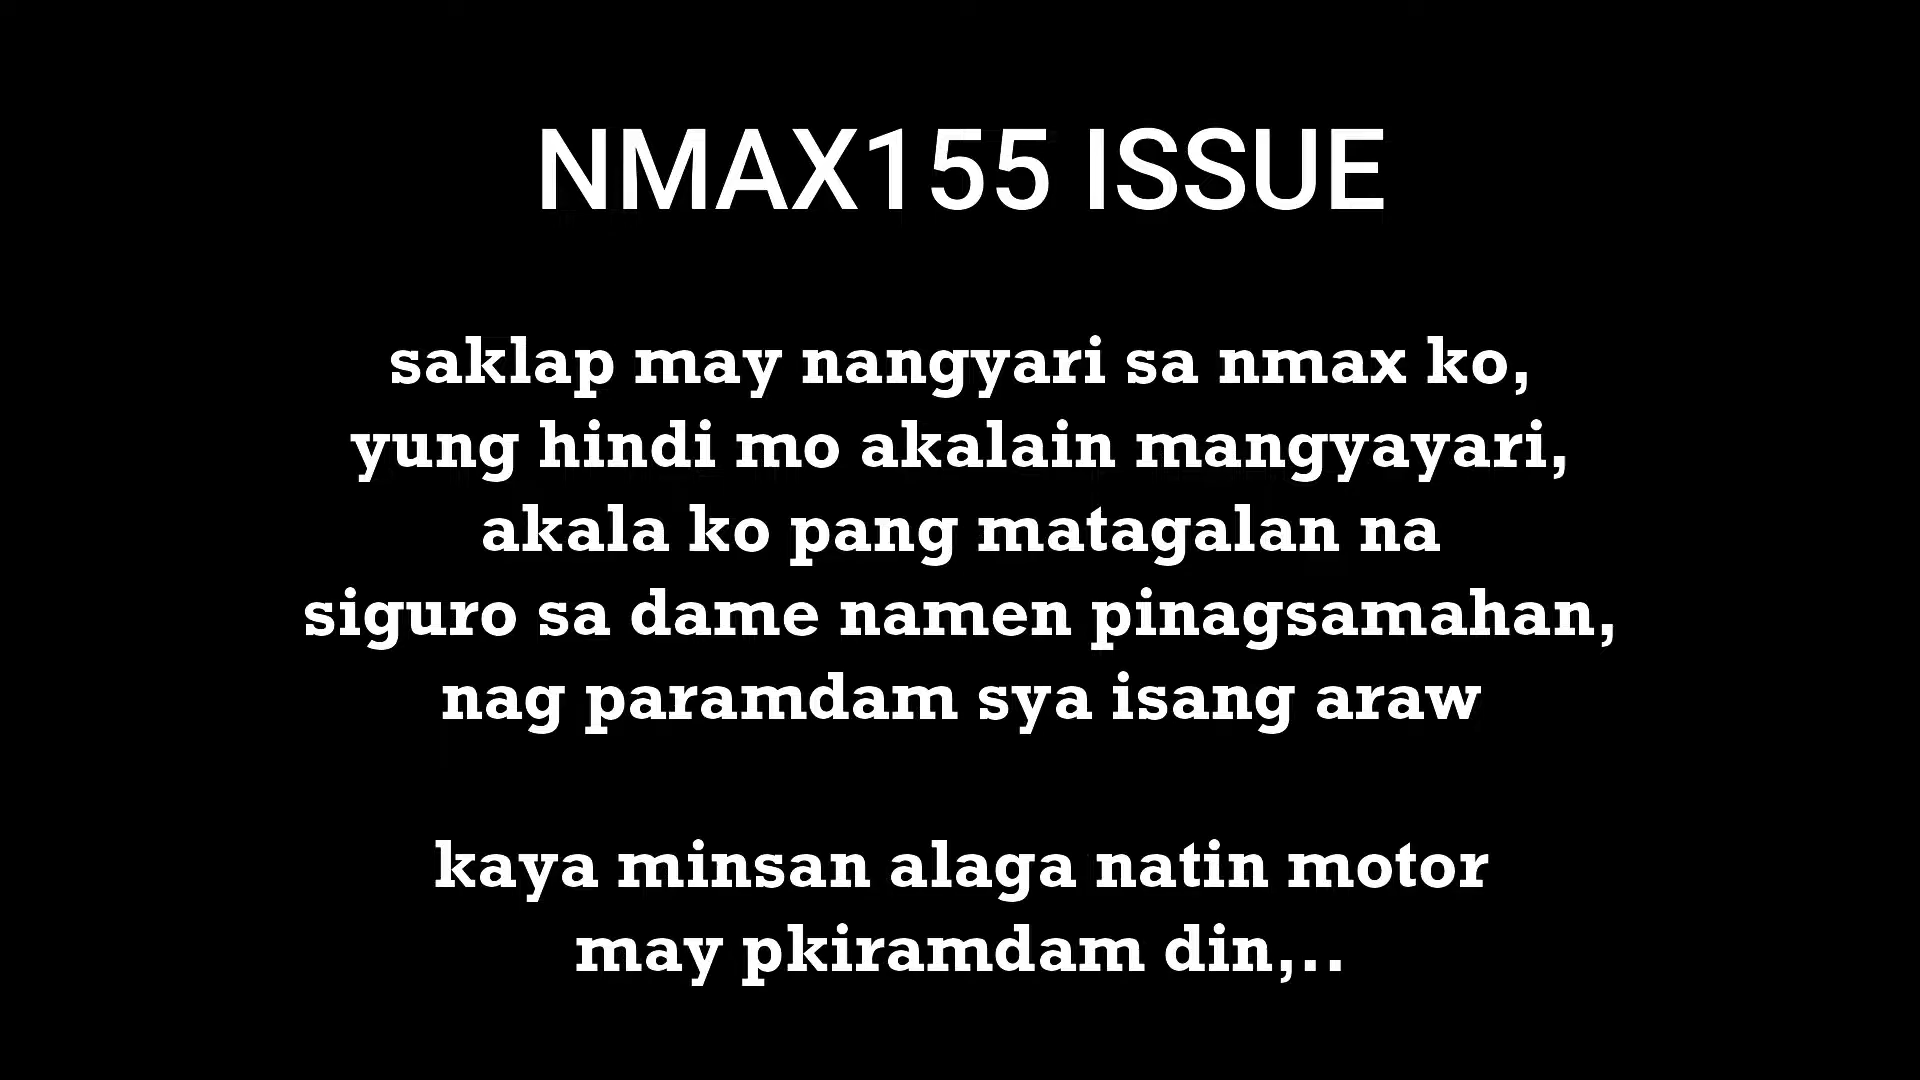 NMAX155 ISSUE
saklap may nangyari sa nmax ko,
yung hindi mo akalain mangyayari,
akala ko pang matagalan na
siguro sa dame namen pinagsamahan,
nag paramdam sya isang araw
kaya minsan alaga natin motor
may pkiramdam din,..